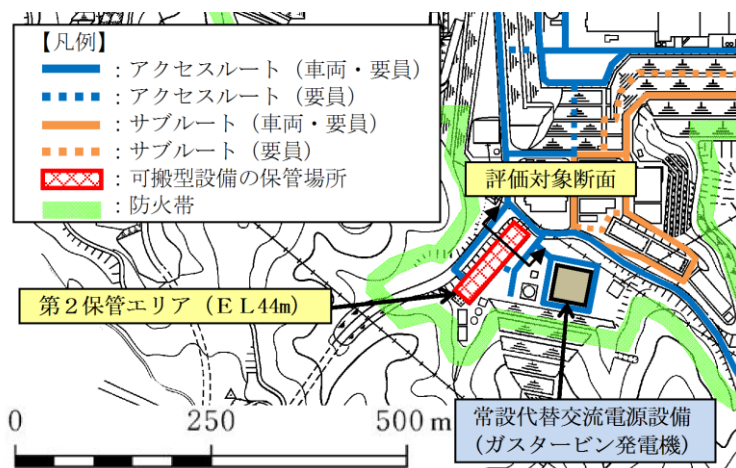 【凡例】
：アクセスルート（車両・要員）
：アクセスルート（要員）
：サブルート（車両・要員）
：サブルート（要員）
：可搬型設備の保管場所
：防火帯
評価対象断面
第２保管エリア（ＥＬ44m）
常設代替交流電源設備
(ガスタービン発電機)
0 250 500 m